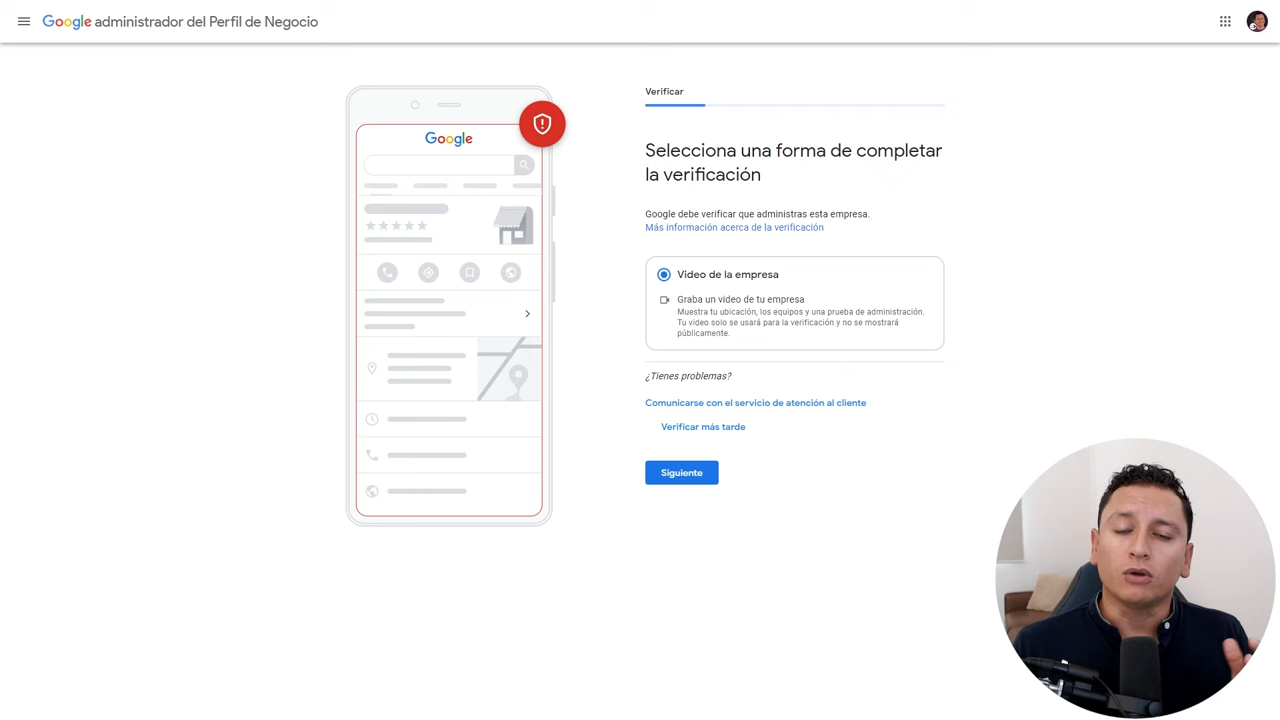 Google administrador del Perfil de Negocio
Google
Verificar
Selecciona una forma de completar
la verificación
Google debe verificar que administras esta empresa.
Más información acerca de la verificación
Video de la empresa
Graba un video de tu empresa
Muestra tu ubicación, los equipos y una prueba de administración.
Tu video solo se usará para la verificación y no se mostrará
públicamente.
¿Tienes problemas?
Comunicarse con el servicio de atención al cliente
Verificar más tarde
Siguiente